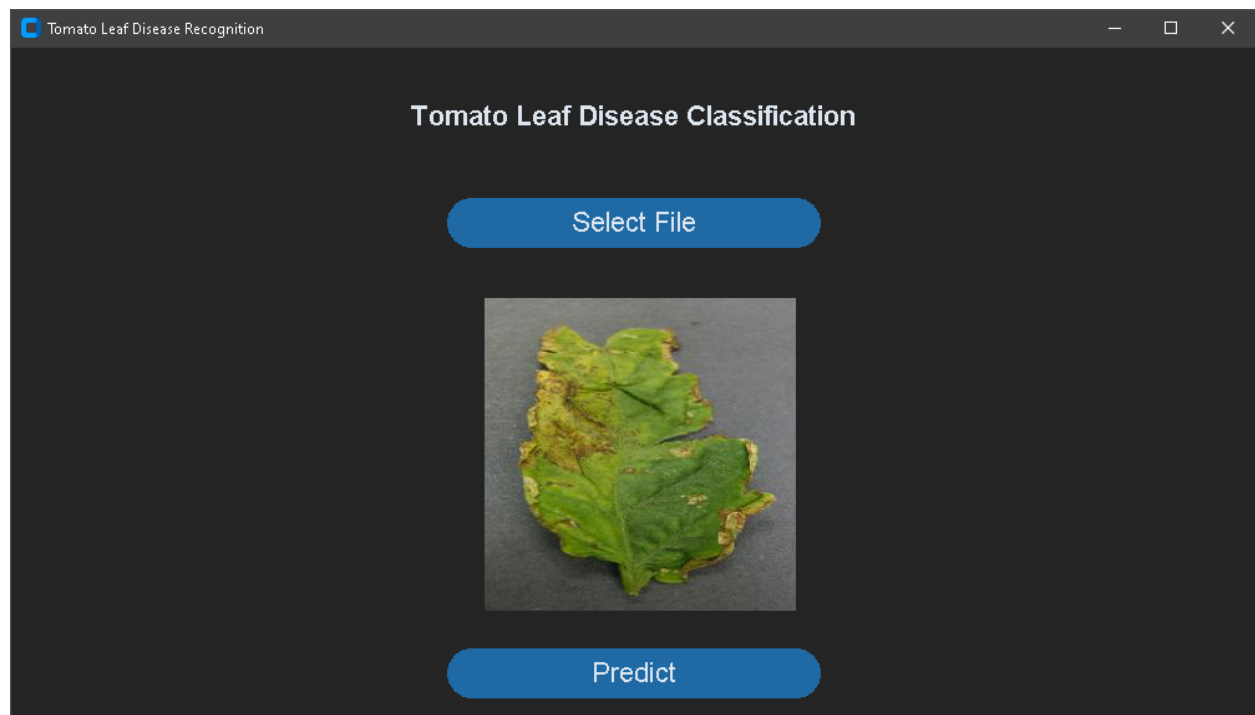 Tomato Leaf Disease Recognition
Tomato Leaf Disease Classification
Select File
Predict